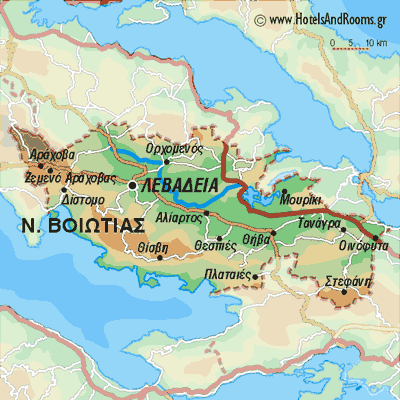 © www.HotelsAndRooms.gr
0 5 10 km
Ορχομενός
Αράχοβα
Ζεμενό Αράχοβας
ΛΕΒΑΔΕΙΑ
Μουρίκι
Δίστομο
Αλίαρτος
Ν. ΒΟΙΩΤΙΑΣ
Τανάγρα
Θήβα
Οινόφυτα
Θεσπιές
Θίσβη
Πλαταιές
Στεφάνη